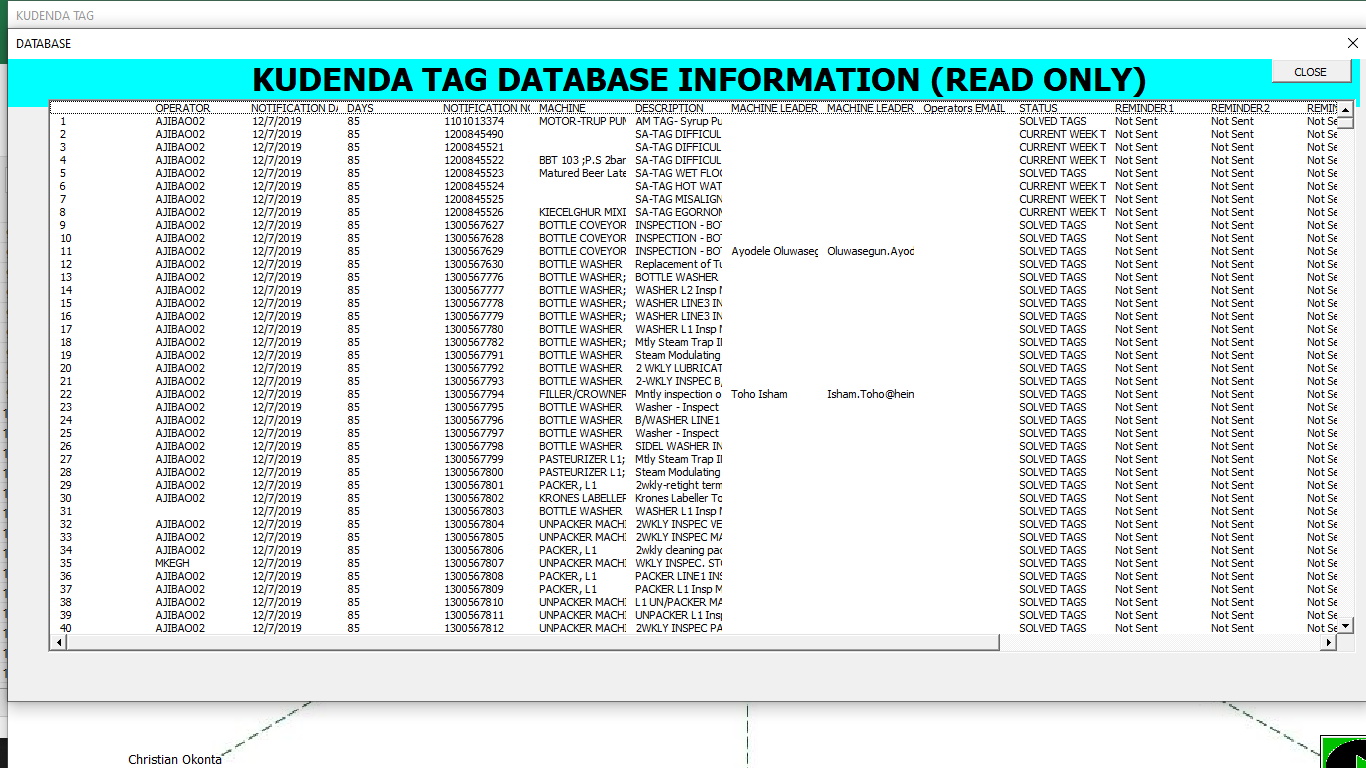 KUDENDA TAG
DATABASE
KUDENDA TAG DATABASE INFORMATION (READ ONLY)
CLOSE
OPERATOR NOTIFICATION DA DAYS NOTIFICATION NO MACHINE DESCRIPTION MACHINE LEADER MACHINE LEADER Operators EMAIL STATUS REMINDER1 REMINDER2 REMIN
1 AJIBAO02 12/7/2019 85 1101013374 MOTOR-TRUP PUM AM TAG- Syrup Pu SOLVED TAGS Not Sent Not Sent Not Se
2 AJIBAO02 12/7/2019 85 1200845490 SA-TAG DIFFICUL CURRENT WEEK T Not Sent Not Sent Not Se
3 AJIBAO02 12/7/2019 85 1200845521 SA-TAG DIFFICUL CURRENT WEEK T Not Sent Not Sent Not Se
4 AJIBAO02 12/7/2019 85 1200845522 BBT 103 ;P.S 2bar SA-TAG DIFFICUL CURRENT WEEK T Not Sent Not Sent Not Se
5 AJIBAO02 12/7/2019 85 1200845523 Matured Beer Late SA-TAG WET FLOO SOLVED TAGS Not Sent Not Sent Not Se
6 AJIBAO02 12/7/2019 85 1200845524 SA-TAG HOT WAT CURRENT WEEK T Not Sent Not Sent Not Se
7 AJIBAO02 12/7/2019 85 1200845525 SA-TAG MISALIGN CURRENT WEEK T Not Sent Not Sent Not Se
8 AJIBAO02 12/7/2019 85 1200845526 KIECELGHUR MIXI SA-TAG EGORNOM CURRENT WEEK T Not Sent Not Sent Not Se
9 AJIBAO02 12/7/2019 85 1300567627 BOTTLE COVEYOR INSPECTION - BOT SOLVED TAGS Not Sent Not Sent Not Se
10 AJIBAO02 12/7/2019 85 1300567628 BOTTLE COVEYOR INSPECTION - BOT SOLVED TAGS Not Sent Not Sent Not Se
11 AJIBAO02 12/7/2019 85 1300567629 BOTTLE COVEYOR INSPECTION - BOT Ayodele Oluwaseg Oluwasegun.Ayod SOLVED TAGS Not Sent Not Sent Not Se
12 AJIBAO02 12/7/2019 85 1300567630 BOTTLE WASHER Replacement of Tu SOLVED TAGS Not Sent Not Sent Not Se
13 AJIBAO02 12/7/2019 85 1300567776 BOTTLE WASHER; BOTTLE WASHER SOLVED TAGS Not Sent Not Sent Not Se
14 AJIBAO02 12/7/2019 85 1300567777 BOTTLE WASHER; WASHER L2 Insp M SOLVED TAGS Not Sent Not Sent Not Se
15 AJIBAO02 12/7/2019 85 1300567778 BOTTLE WASHER; WASHER LINE3 IN SOLVED TAGS Not Sent Not Sent Not Se
16 AJIBAO02 12/7/2019 85 1300567779 BOTTLE WASHER; WASHER LINE3 IN SOLVED TAGS Not Sent Not Sent Not Se
17 AJIBAO02 12/7/2019 85 1300567780 BOTTLE WASHER WASHER L1 Insp M SOLVED TAGS Not Sent Not Sent Not Se
18 AJIBAO02 12/7/2019 85 1300567782 BOTTLE WASHER; Mtly Steam Trap I SOLVED TAGS Not Sent Not Sent Not Se
19 AJIBAO02 12/7/2019 85 1300567791 BOTTLE WASHER Steam Modulating SOLVED TAGS Not Sent Not Sent Not Se
20 AJIBAO02 12/7/2019 85 1300567792 BOTTLE WASHER 2 WKLY LUBRICAT SOLVED TAGS Not Sent Not Sent Not Se
21 AJIBAO02 12/7/2019 85 1300567793 BOTTLE WASHER 2-WKLY INSPEC B/ SOLVED TAGS Not Sent Not Sent Not Se
22 AJIBAO02 12/7/2019 85 1300567794 FILLER/CROWNER Mntly inspection o Toho Isham Isham.Toho@hein SOLVED TAGS Not Sent Not Sent Not Se
23 AJIBAO02 12/7/2019 85 1300567795 BOTTLE WASHER Washer - Inspect SOLVED TAGS Not Sent Not Sent Not Se
24 AJIBAO02 12/7/2019 85 1300567796 BOTTLE WASHER B/WASHER LINE1 SOLVED TAGS Not Sent Not Sent Not Se
25 AJIBAO02 12/7/2019 85 1300567797 BOTTLE WASHER Washer - Inspect SOLVED TAGS Not Sent Not Sent Not Se
26 AJIBAO02 12/7/2019 85 1300567798 BOTTLE WASHER SIDEL WASHER IN SOLVED TAGS Not Sent Not Sent Not Se
27 AJIBAO02 12/7/2019 85 1300567799 PASTEURIZER L1; Mtly Steam Trap I SOLVED TAGS Not Sent Not Sent Not Se
28 AJIBAO02 12/7/2019 85 1300567800 PASTEURIZER L1; Steam Modulating SOLVED TAGS Not Sent Not Sent Not Se
29 AJIBAO02 12/7/2019 85 1300567801 PACKER, L1 2wkly-retight term SOLVED TAGS Not Sent Not Sent Not Se
30 AJIBAO02 12/7/2019 85 1300567802 KRONES LABELLER Krones Labeller To SOLVED TAGS Not Sent Not Sent Not Se
31 12/7/2019 85 1300567803 BOTTLE WASHER WASHER L1 Insp M SOLVED TAGS Not Sent Not Sent Not Se
32 AJIBAO02 12/7/2019 85 1300567804 UNPACKER MACHI 2WKLY INSPEC VE SOLVED TAGS Not Sent Not Sent Not Se
33 AJIBAO02 12/7/2019 85 1300567805 UNPACKER MACHI 2WKLY INSPEC MA SOLVED TAGS Not Sent Not Sent Not Se
34 AJIBAO02 12/7/2019 85 1300567806 PACKER, L1 2wkly cleaning pac SOLVED TAGS Not Sent Not Sent Not Se
35 MKEGH 12/7/2019 85 1300567807 UNPACKER MACHI WKLY INSPEC. STO SOLVED TAGS Not Sent Not Sent Not Se
36 AJIBAO02 12/7/2019 85 1300567808 PACKER, L1 PACKER LINE1 INS SOLVED TAGS Not Sent Not Sent Not Se
37 AJIBAO02 12/7/2019 85 1300567809 PACKER, L1 PACKER L1 Insp M SOLVED TAGS Not Sent Not Sent Not Se
38 AJIBAO02 12/7/2019 85 1300567810 UNPACKER MACHI L1 UN/PACKER MA SOLVED TAGS Not Sent Not Sent Not Se
39 AJIBAO02 12/7/2019 85 1300567811 UNPACKER MACHI UNPACKER L1 Insp SOLVED TAGS Not Sent Not Sent Not Se
40 AJIBAO02 12/7/2019 85 1300567812 UNPACKER MACHI 2WKLY INSPEC PA SOLVED TAGS Not Sent Not Sent Not Se
Christian Okonta